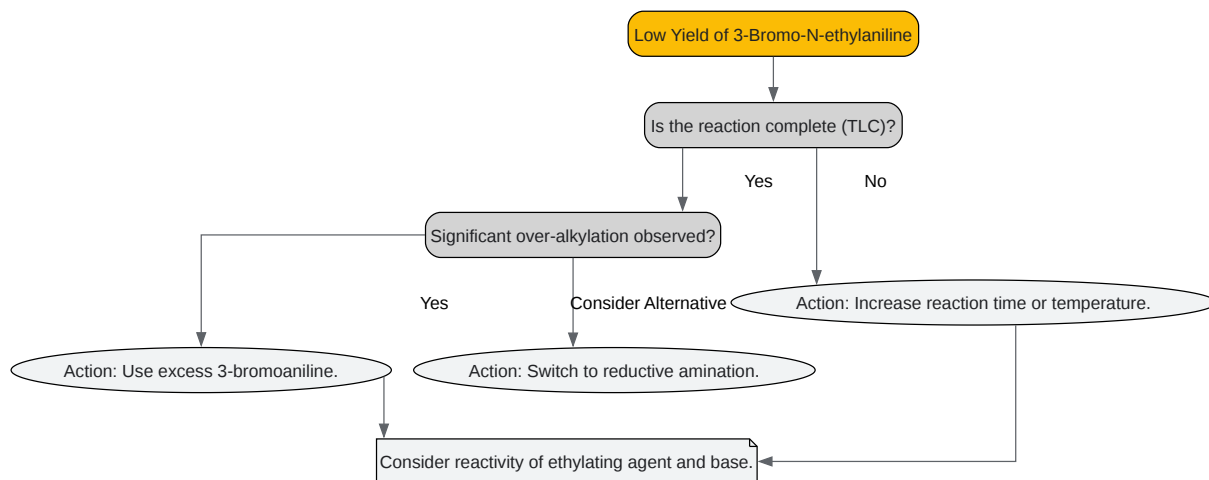 Low Yield of 3-Bromo-N-ethylaniline
Is the reaction complete (TLC)?
Yes
No
Significant over-alkylation observed?
Yes
Consider Alternative
Action: Increase reaction time or temperature.
Action: Use excess 3-bromoaniline.
Action: Switch to reductive amination.
Consider reactivity of ethylating agent and base.